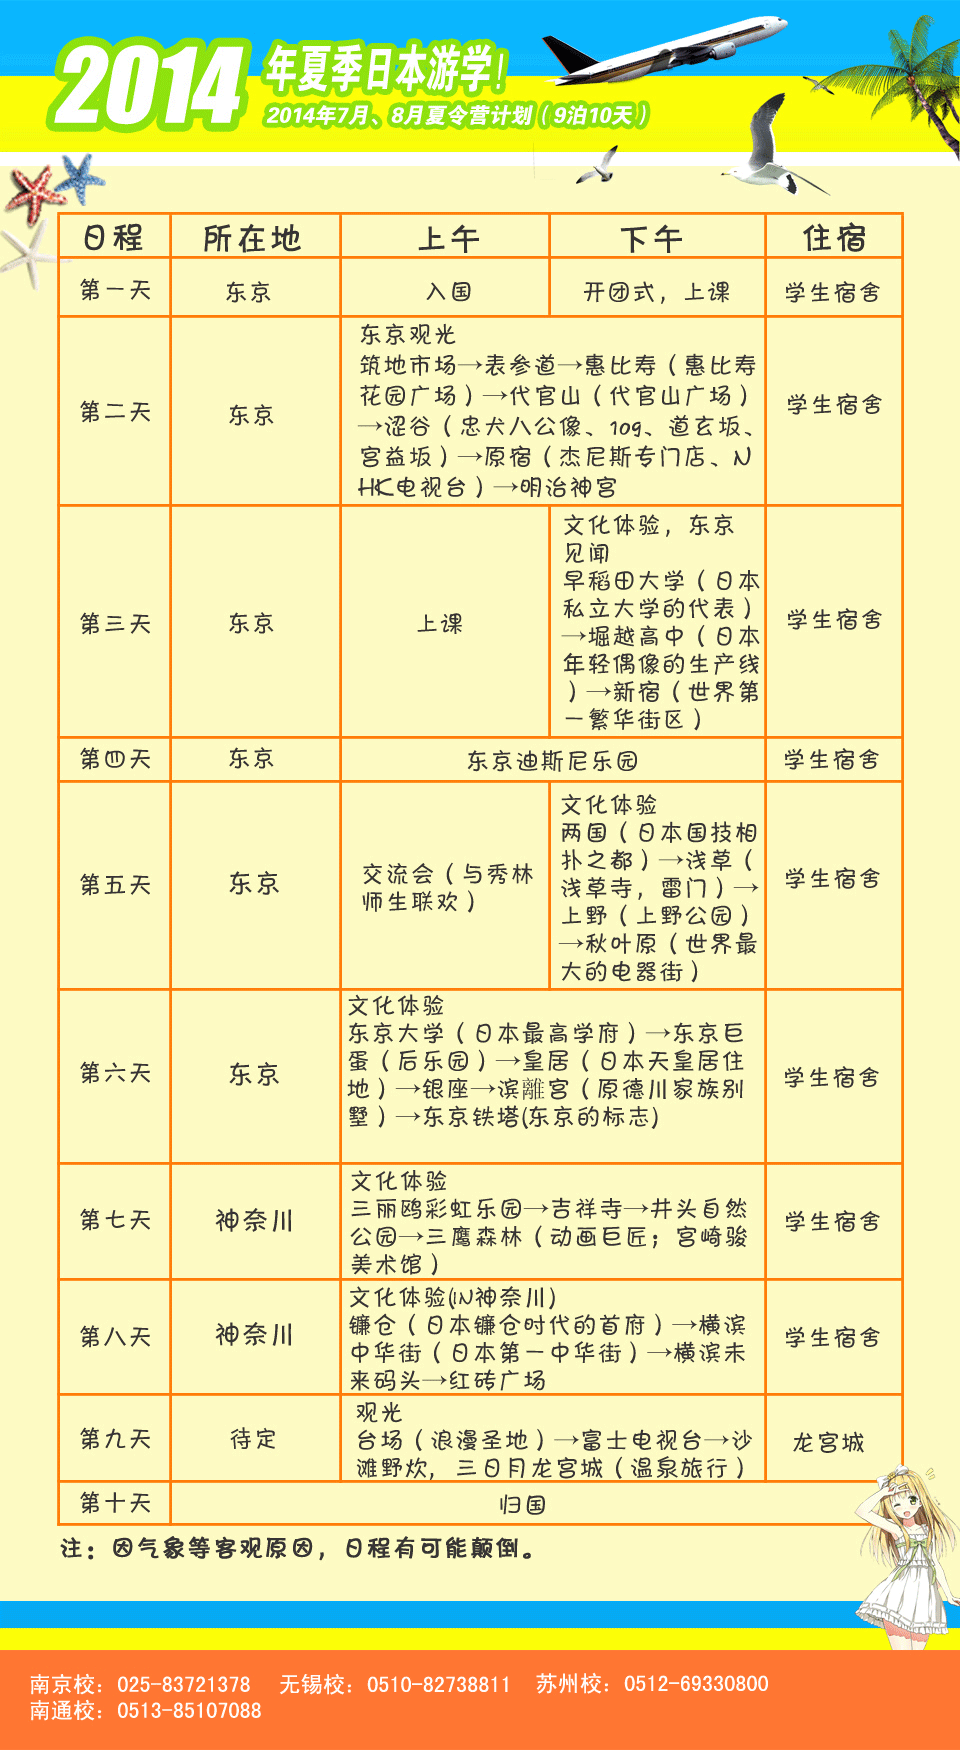 2014年夏季日本游学!
2014年7月、8月夏令营计划（9泊10天）
日程 所在地 上午 下午 住宿
第一天 东京 入国 开团式，上课 学生宿舍
第二天 东京
东京观光
筑地市场→表参道→惠比寿（惠比寿
花园广场）→代官山（代官山广场）
→涩谷（忠犬八公像、109、道玄坂、
宫益坂）→原宿（杰尼斯专门店、N
HK电视台）→明治神宫
学生宿舍
第三天 东京 上课
文化体验，东京
见闻
早稻田大学（日本
私立大学的代表）
→堀越高中（日本
年轻偶像的生产线
）→新宿（世界第
一繁华街区）
学生宿舍
第四天 东京 东京迪斯尼乐园 学生宿舍
第五天 东京
交流会（与秀林
师生联欢）
文化体验
两国（日本国技相
扑之都）→浅草（
浅草寺，雷门）→
上野（上野公园）
→秋叶原（世界最
大的电器街）
学生宿舍
第六天 东京
文化体验
东京大学（日本最高学府）→东京巨
蛋（后乐园）→皇居（日本天皇居住
地）→银座→滨離宫（原德川家族别
墅）→东京铁塔(东京的标志)
学生宿舍
第七天 神奈川
文化体验
三丽鸥彩虹乐园→吉祥寺→井头自然
公园→三鹰森林（动画巨匠；宫崎骏
美术馆）
学生宿舍
第八天 神奈川
文化体验(IN神奈川)
镰仓（日本镰仓时代的首府）→横滨
中华街（日本第一中华街）→横滨未
来码头→红砖广场
学生宿舍
第九天 待定
观光
台场（浪漫圣地）→富士电视台→沙
滩野炊，三日月龙宫城（温泉旅行）
龙宫城
第十天 归国
注：因气象等客观原因，日程有可能颠倒。
南京校：025-83721378 无锡校：0510-82738811 苏州校：0512-69330800
南通校：0513-85107088